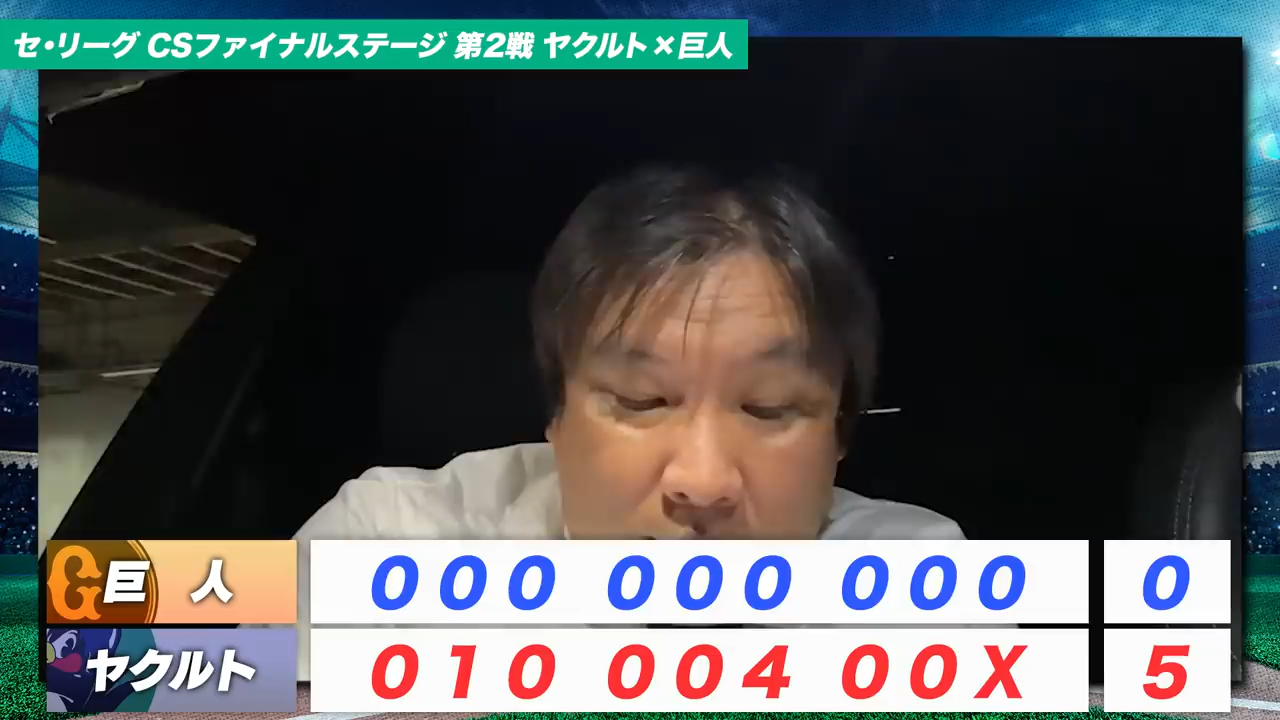 セ・リーグ CSファイナルステージ 第2戦 ヤクルト×巨人
G 巨人 000 000 000 0
ヤクルト 010 004 00X 5